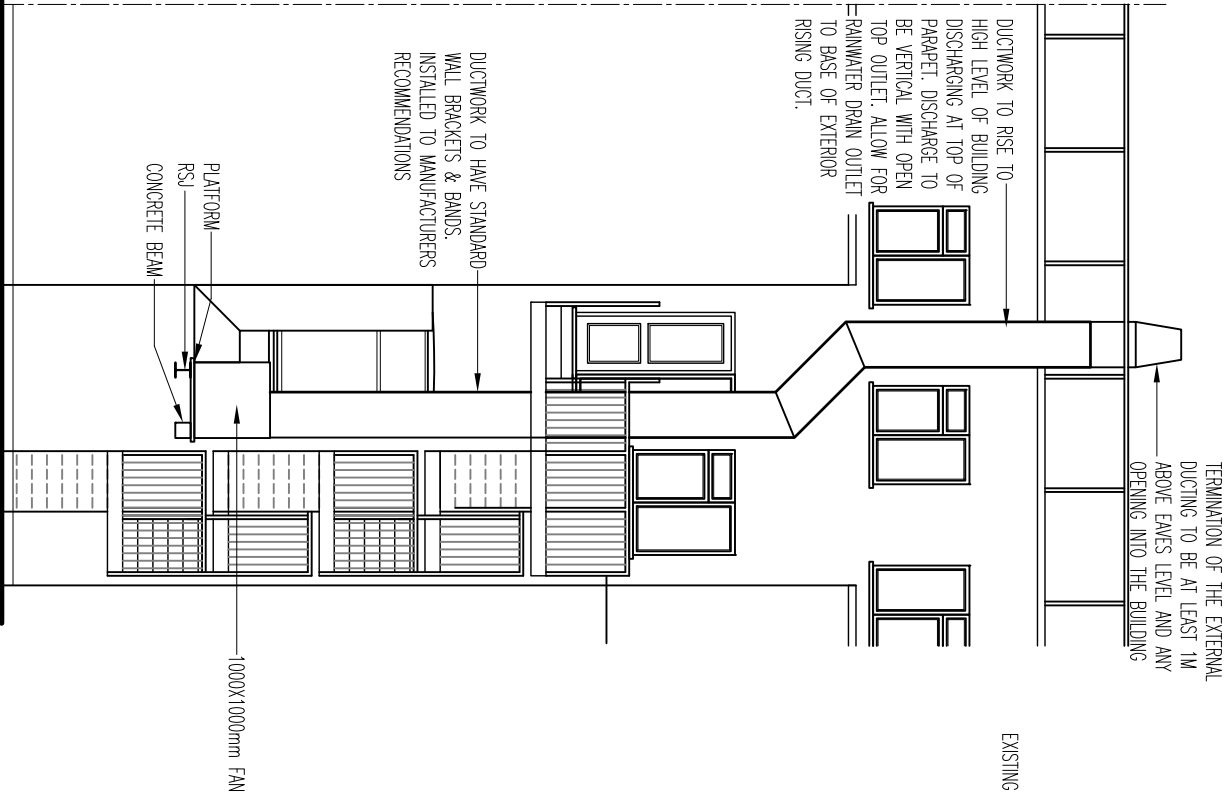 TERMINATION OF THE EXTERNAL
DUCTING TO BE AT LEAST 1M
ABOVE EAVES LEVEL AND ANY
OPENING INTO THE BUILDING
DUCTWORK TO RISE TO
HIGH LEVEL OF BUILDING
DISCHARGING AT TOP OF
PARAPET. DISCHARGE TO
BE VERTICAL WITH OPEN
TOP OUTLET. ALLOW FOR
RAINWATER DRAIN OUTLET
TO BASE OF EXTERIOR
RISING DUCT.
EXISTING
DUCTWORK TO HAVE STANDARD
WALL BRACKETS & BANDS.
INSTALLED TO MANUFACTURERS
RECOMMENDATIONS
PLATFORM
RSJ
CONCRETE BEAM
1000X1000mm FAN